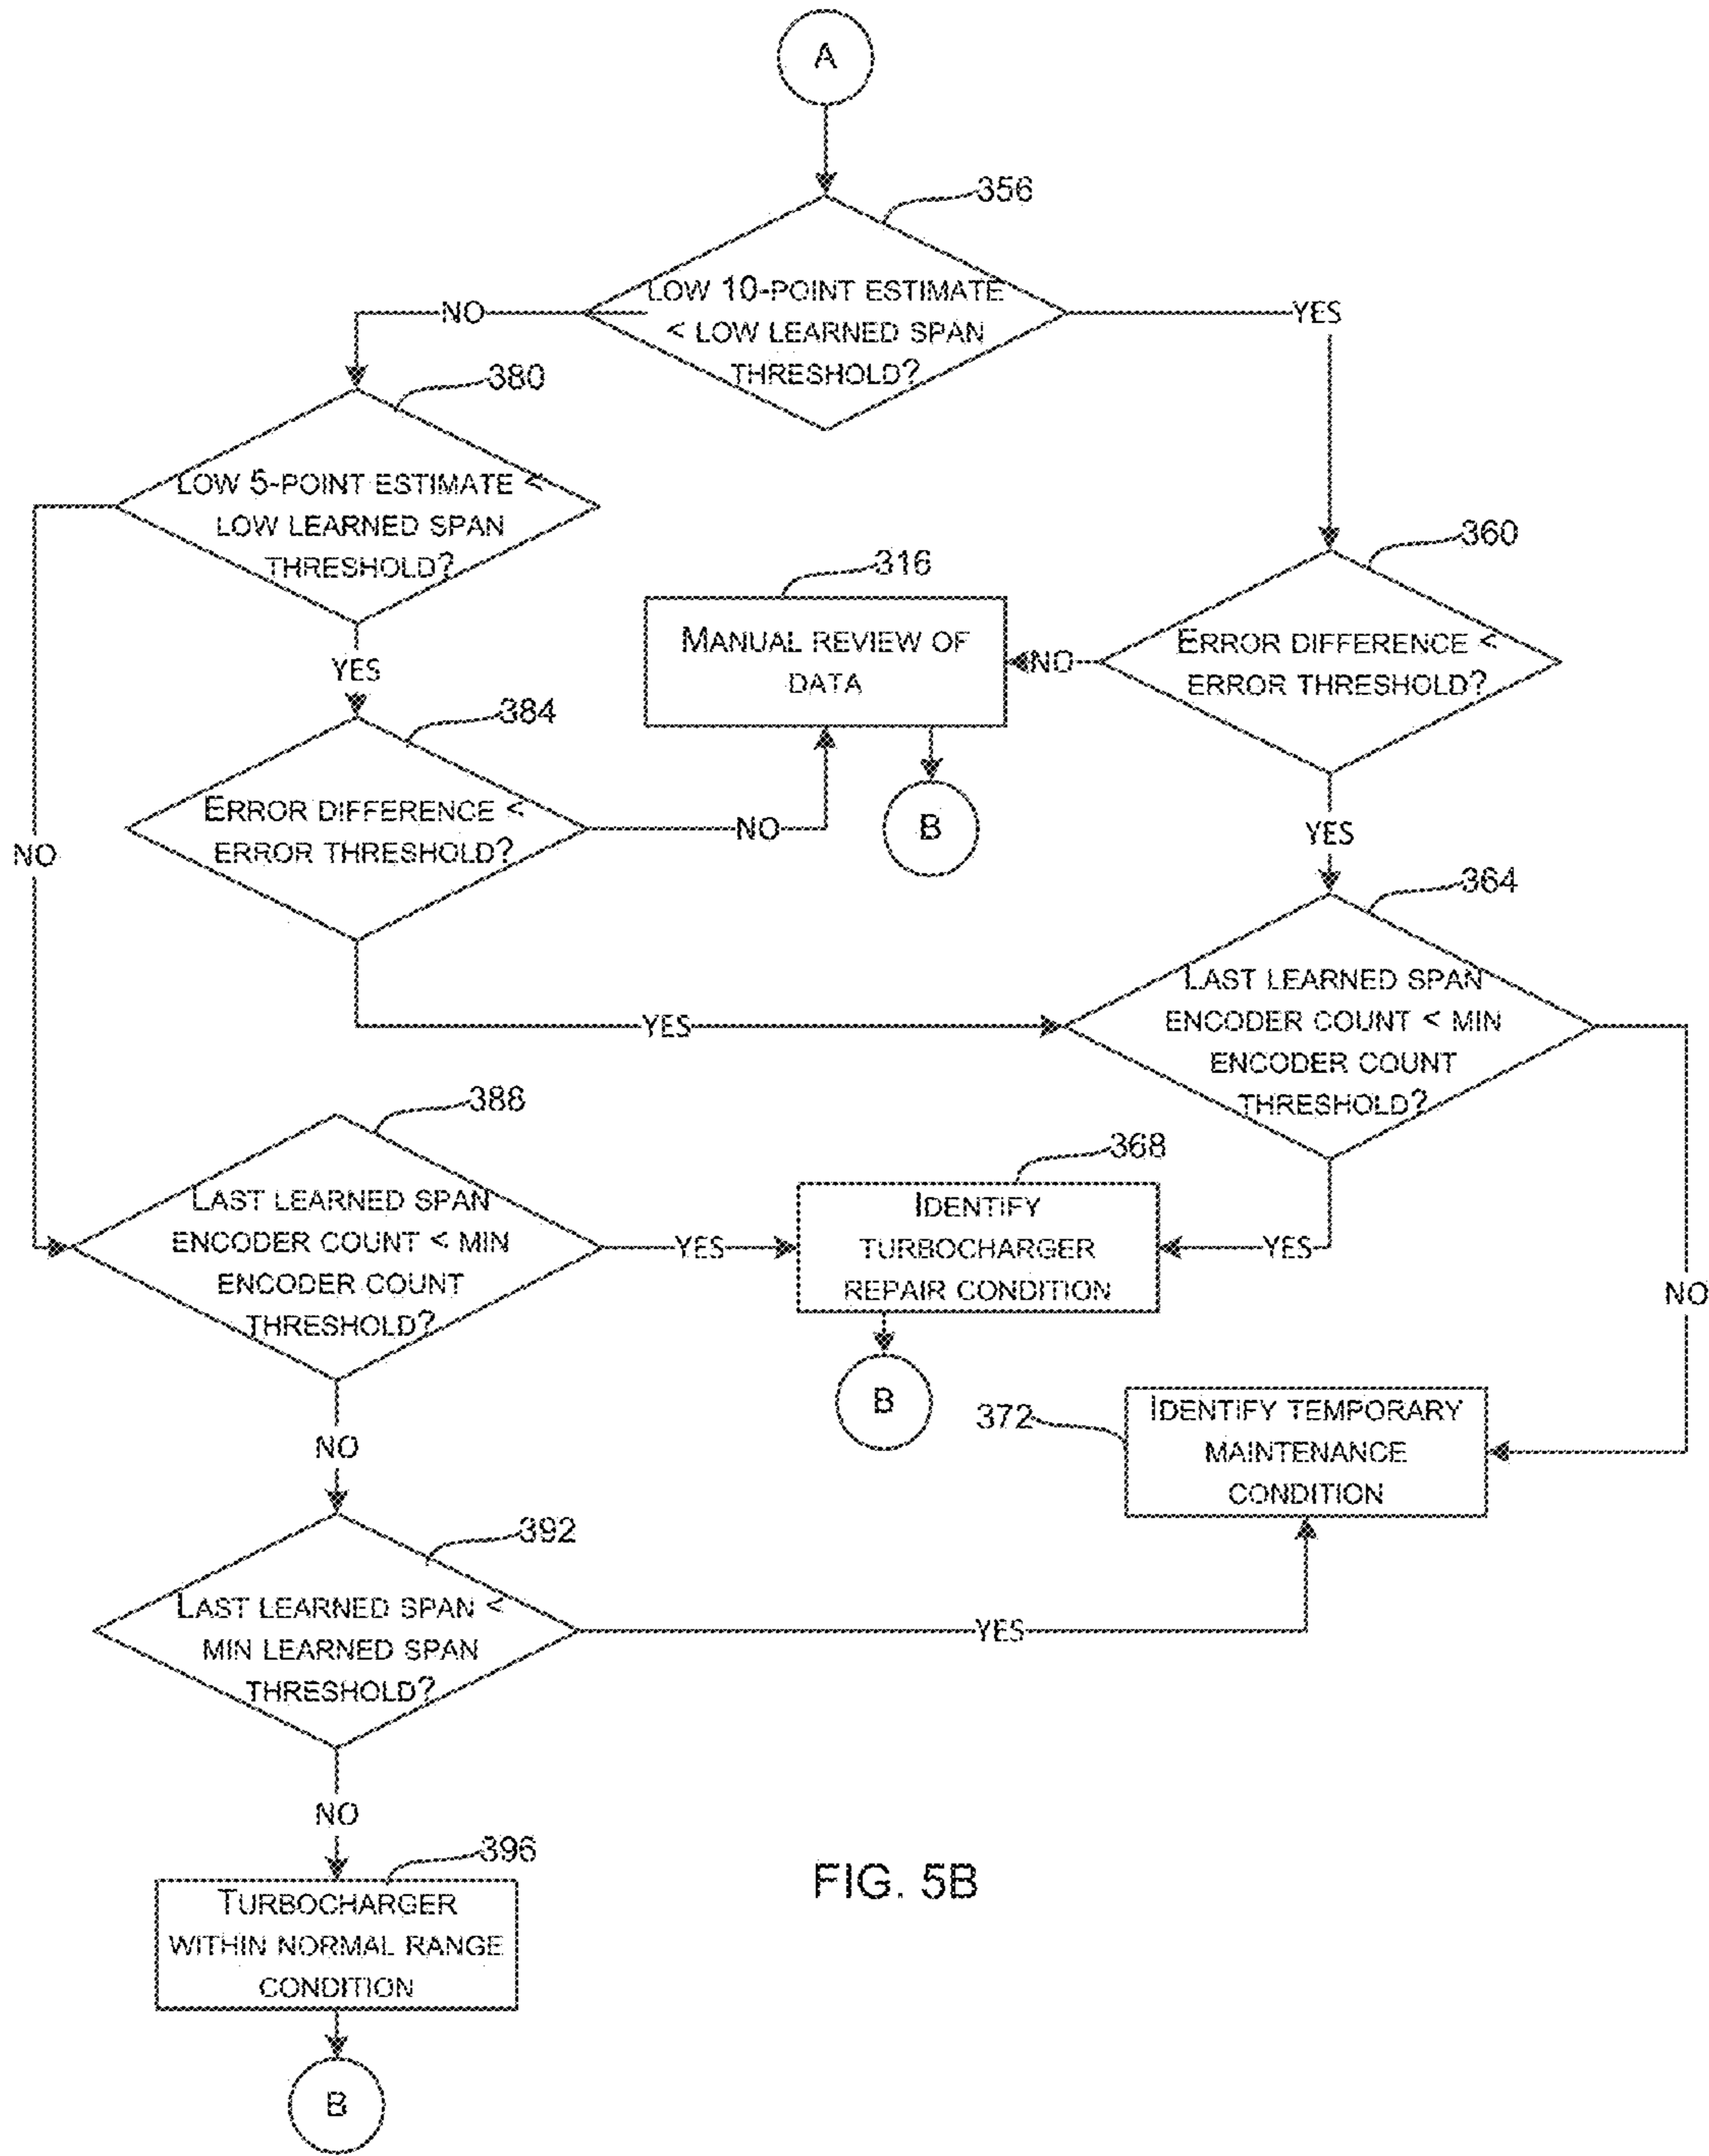 A
356
LOW 10-POINT ESTIMATE
< LOW LEARNED SPAN
THRESHOLD?
NO
YES
380
LOW 5-POINT ESTIMATE <
LOW LEARNED SPAN
THRESHOLD?
360
ERROR DIFFERENCE <
ERROR THRESHOLD?
316
MANUAL REVIEW OF
DATA
NO
YES
384
ERROR DIFFERENCE <
ERROR THRESHOLD?
NO
B
YES
NO
364
LAST LEARNED SPAN
ENCODER COUNT < MIN
ENCODER COUNT
THRESHOLD?
YES
388
LAST LEARNED SPAN
ENCODER COUNT < MIN
ENCODER COUNT
THRESHOLD?
YES
368
IDENTIFY
TURBOCHARGER
REPAIR CONDITION
YES
NO
B
372
IDENTIFY TEMPORARY
MAINTENANCE
CONDITION
NO
392
LAST LEARNED SPAN <
MIN LEARNED SPAN
THRESHOLD?
YES
NO
396
TURBOCHARGER
WITHIN NORMAL RANGE
CONDITION
B
FIG. 5B